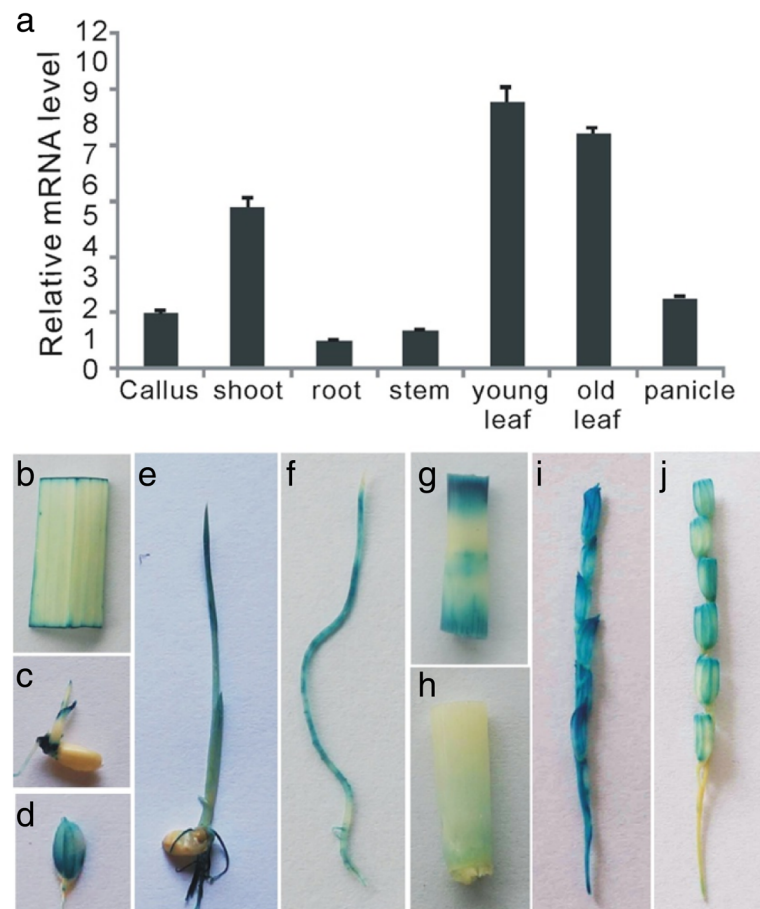 a
Relative mRNA level
12
10
9
8
7
6
5
4
3
2
1
0
Callus shoot root stem young leaf old leaf panicle
b
e
f
g
i
j
c
h
d